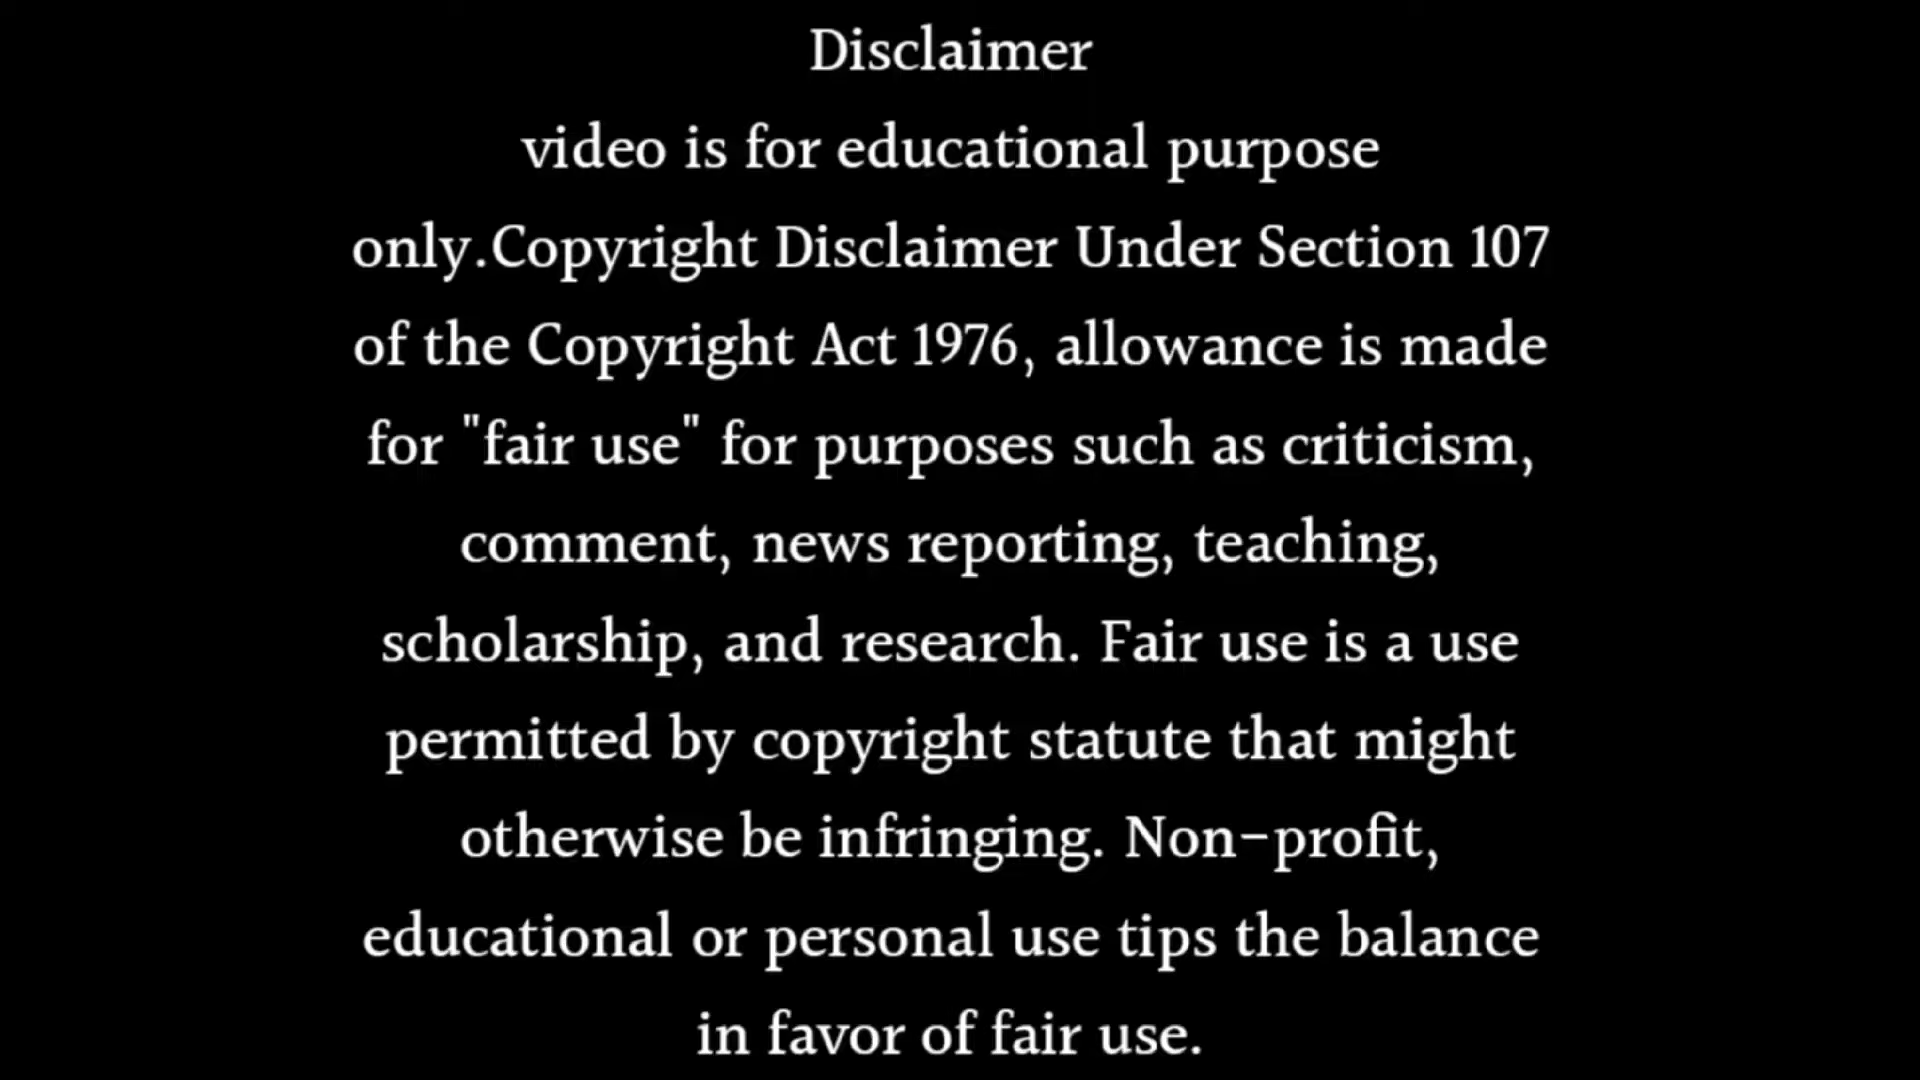 Disclaimer
video is for educational purpose
only.Copyright Disclaimer Under Section 107
of the Copyright Act 1976, allowance is made
for "fair use" for purposes such as criticism,
comment, news reporting, teaching,
scholarship, and research. Fair use is a use
permitted by copyright statute that might
otherwise be infringing. Non-profit,
educational or personal use tips the balance
in favor of fair use.